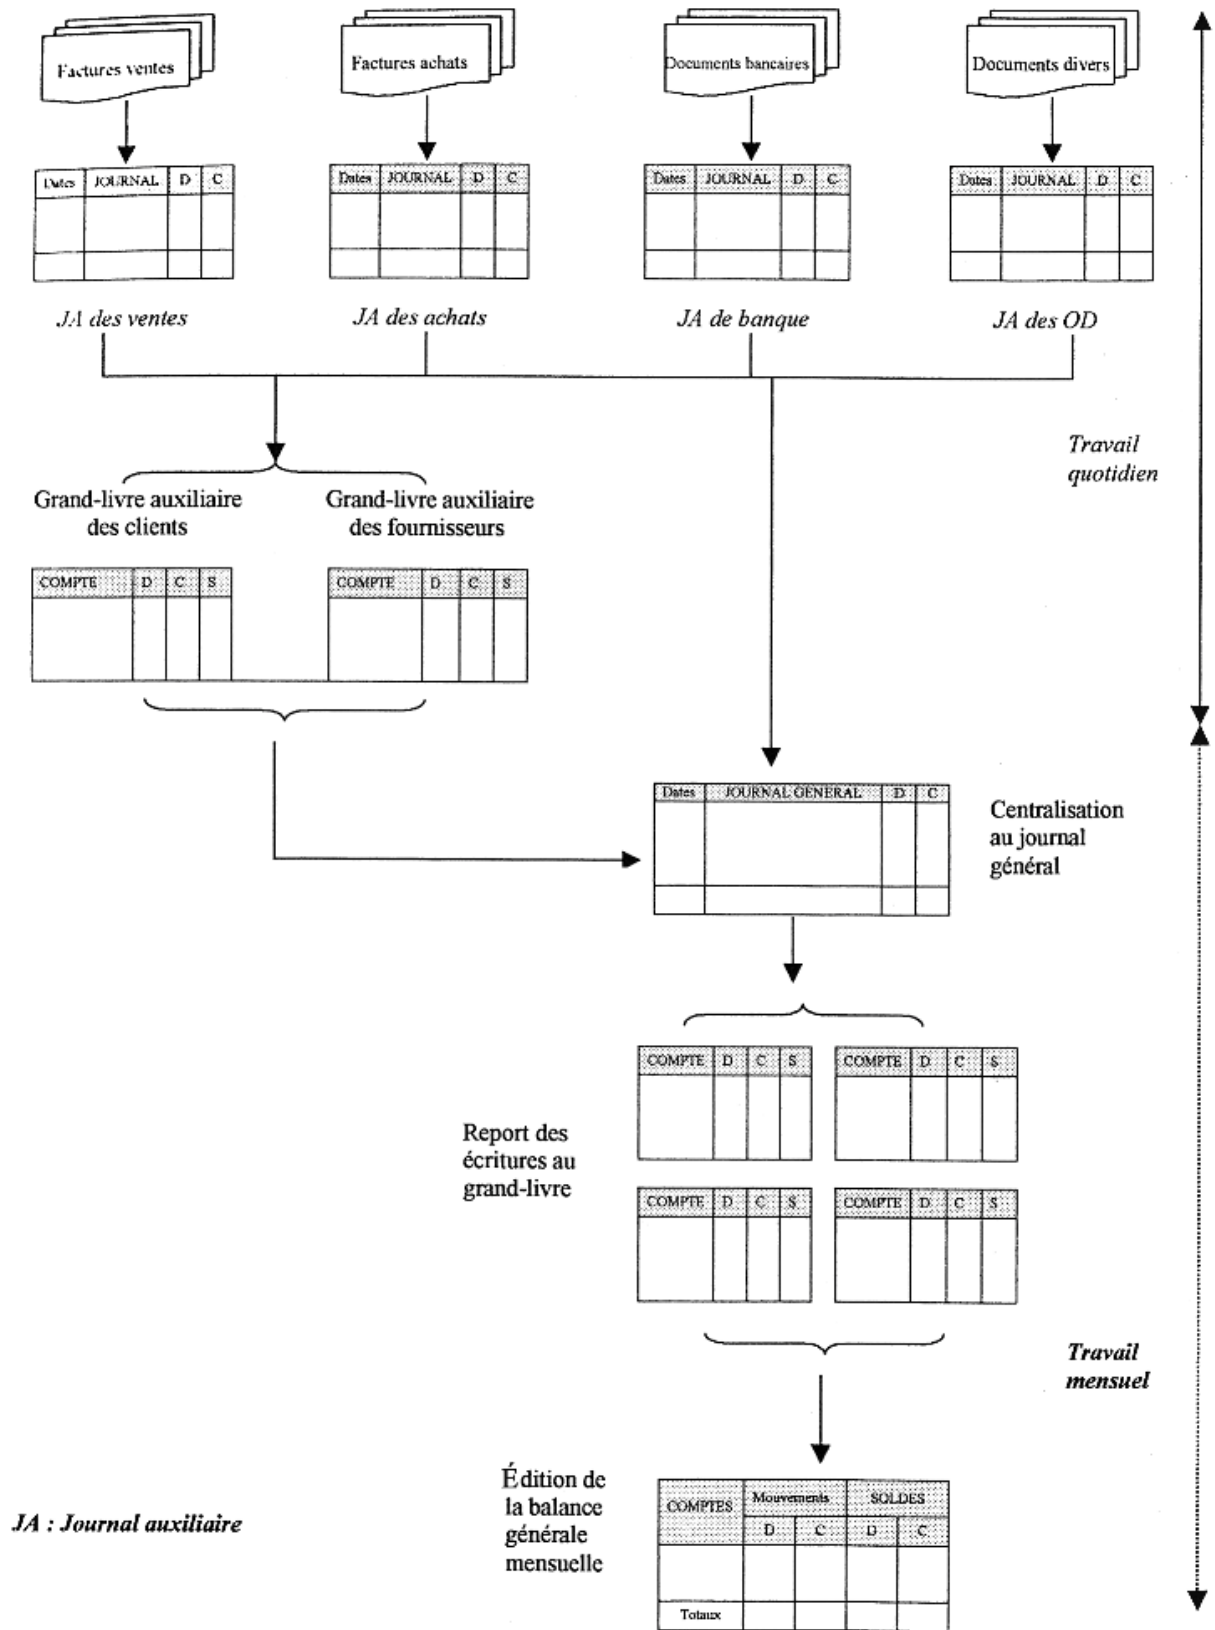 Factures ventes
Factures achats
Documents bancaires
Documents divers
Dates JOURNAL D C
Dates JOURNAL D C
Dates JOURNAL D C
Dates JOURNAL D C
JA des ventes
JA des achats
JA de banque
JA des OD
Travail
quotidien
Grand-livre auxiliaire
des clients
Grand-livre auxiliaire
des fournisseurs
COMPTE D C S
COMPTE D C S
Dates JOURNAL GENERAL D C
Centralisation
au journal
général
COMPTE D C S
COMPTE D C S
Report des
écritures au
grand-livre
COMPTE D C S
COMPTE D C S
Travail
mensuel
Édition de
la balance
générale
mensuelle
COMPTES Mouvements SOLDES
D C D C
Totaux
JA : Journal auxiliaire